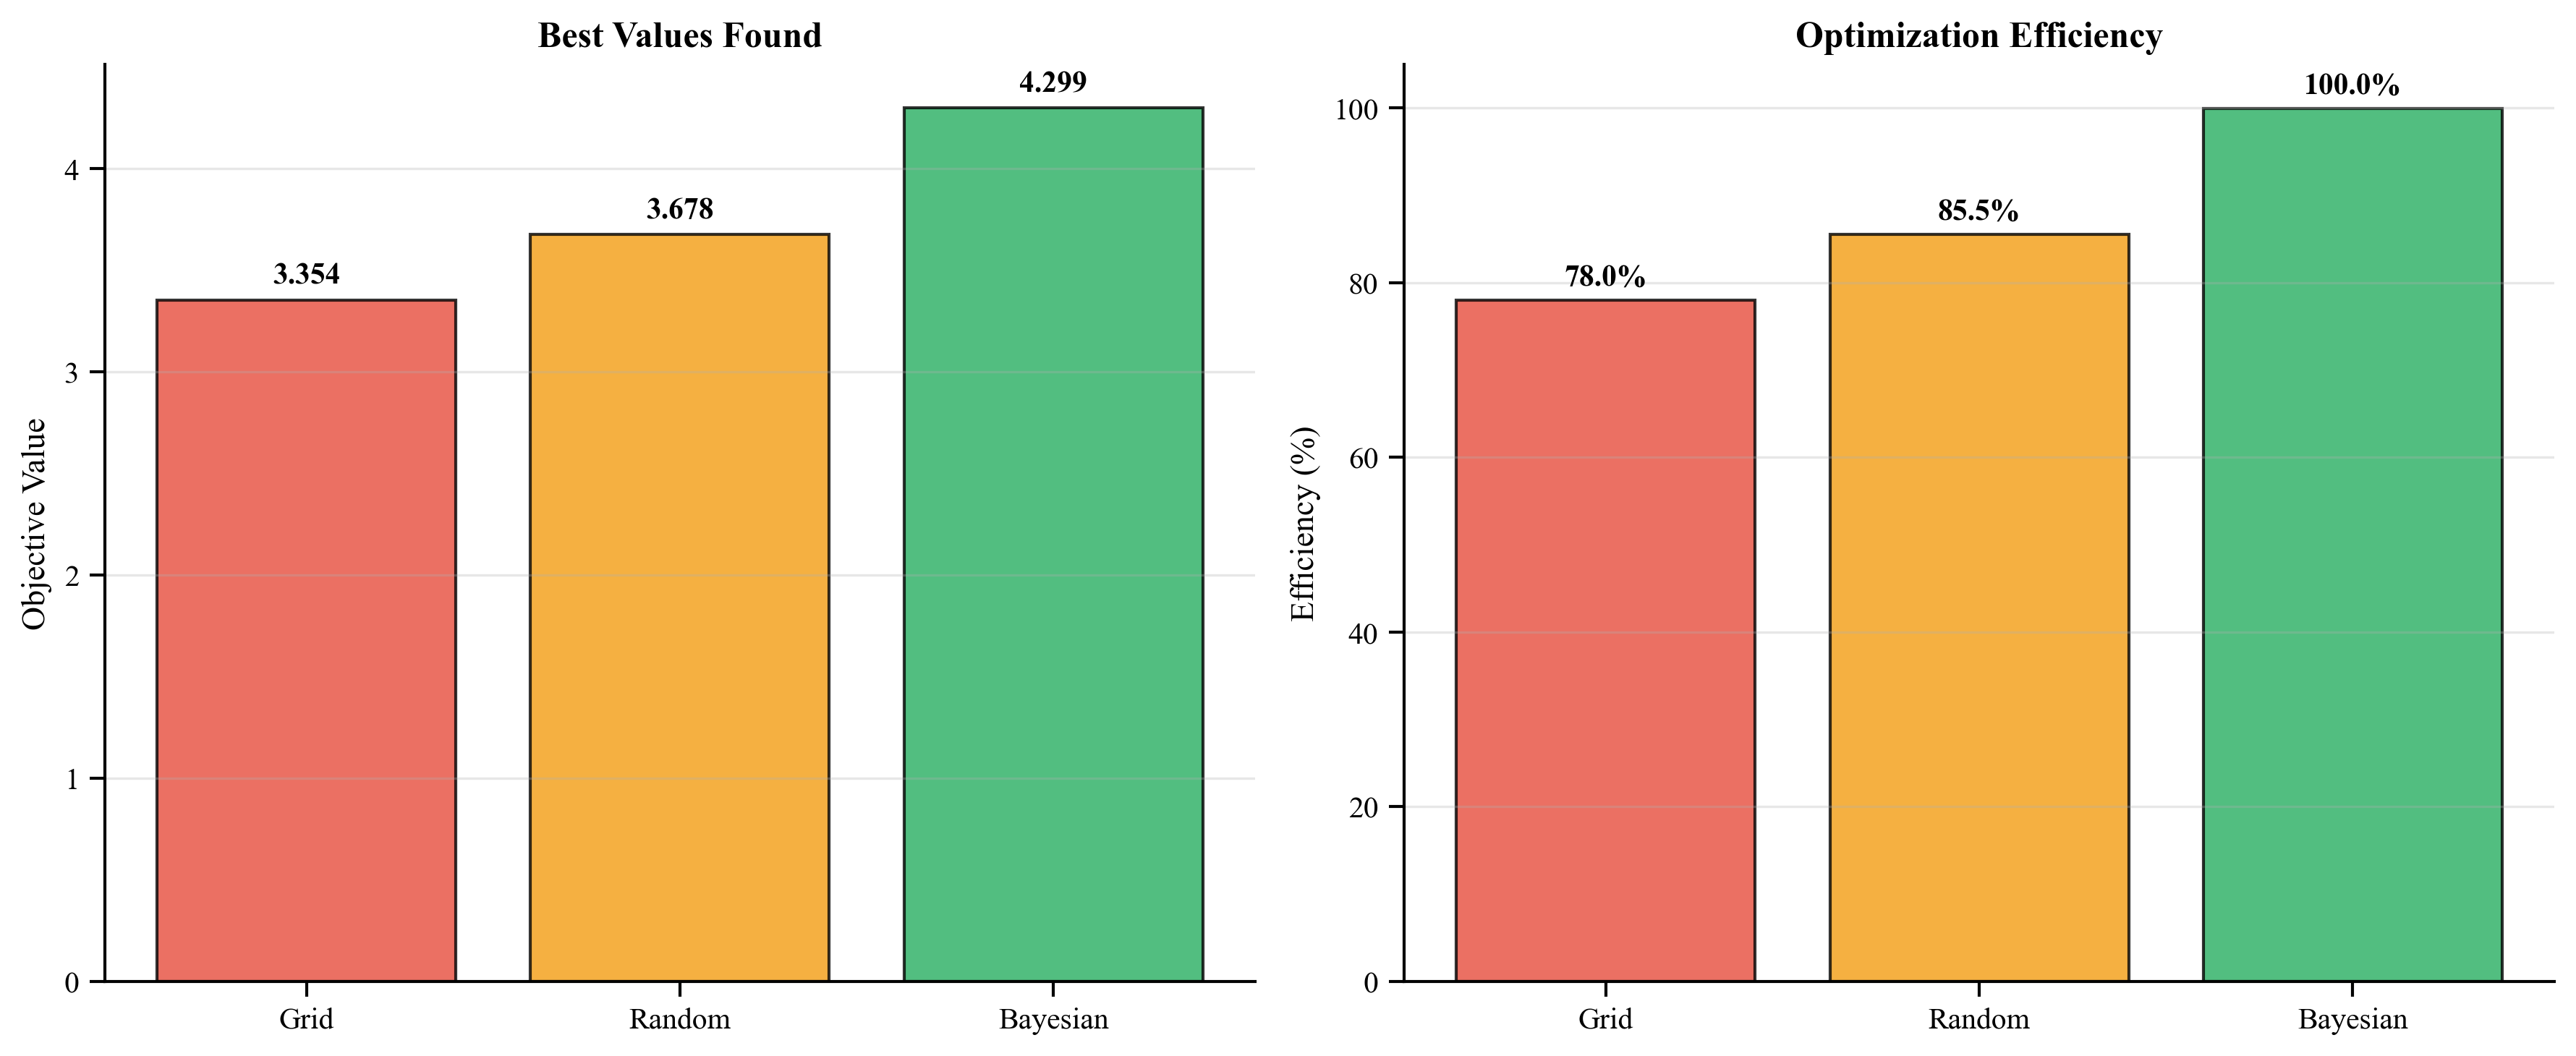 Best Values Found
Objective Value
4
3
2
1
0
3.354
3.678
4.299
Grid
Random
Bayesian
Optimization Efficiency
Efficiency (%)
100
80
60
40
20
0
78.0%
85.5%
100.0%
Grid
Random
Bayesian